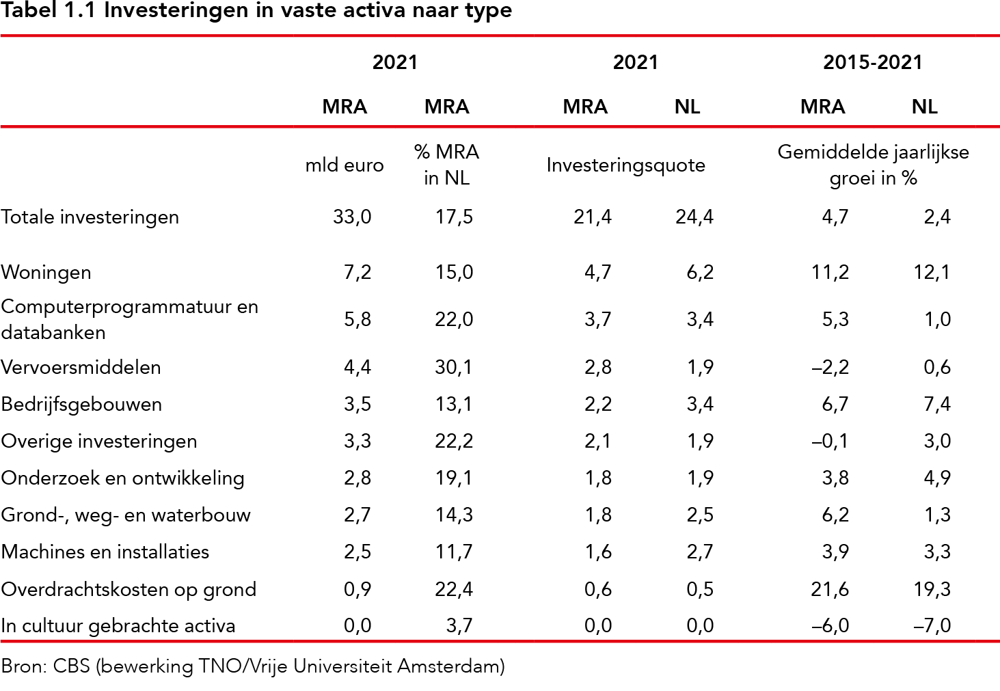 Tabel 1.1 Investeringen in vaste activa naar type
2021 2021 2015-2021
MRA MRA MRA NL MRA NL
mld euro % MRA in NL Investeringsquote Gemiddelde jaarlijkse groei in %
Totale investeringen 33,0 17,5 21,4 24,4 4,7 2,4
Woningen 7,2 15,0 4,7 6,2 11,2 12,1
Computerprogrammatuur en
databanken 5,8 22,0 3,7 3,4 5,3 1,0
Vervoersmiddelen 4,4 30,1 2,8 1,9 –2,2 0,6
Bedrijfsgebouwen 3,5 13,1 2,2 3,4 6,7 7,4
Overige investeringen 3,3 22,2 2,1 1,9 –0,1 3,0
Onderzoek en ontwikkeling 2,8 19,1 1,8 1,9 3,8 4,9
Grond-, weg- en waterbouw 2,7 14,3 1,8 2,5 6,2 1,3
Machines en installaties 2,5 11,7 1,6 2,7 3,9 3,3
Overdrachtskosten op grond 0,9 22,4 0,6 0,5 21,6 19,3
In cultuur gebrachte activa 0,0 3,7 0,0 0,0 –6,0 –7,0
Bron: CBS (bewerking TNO/Vrije Universiteit Amsterdam)